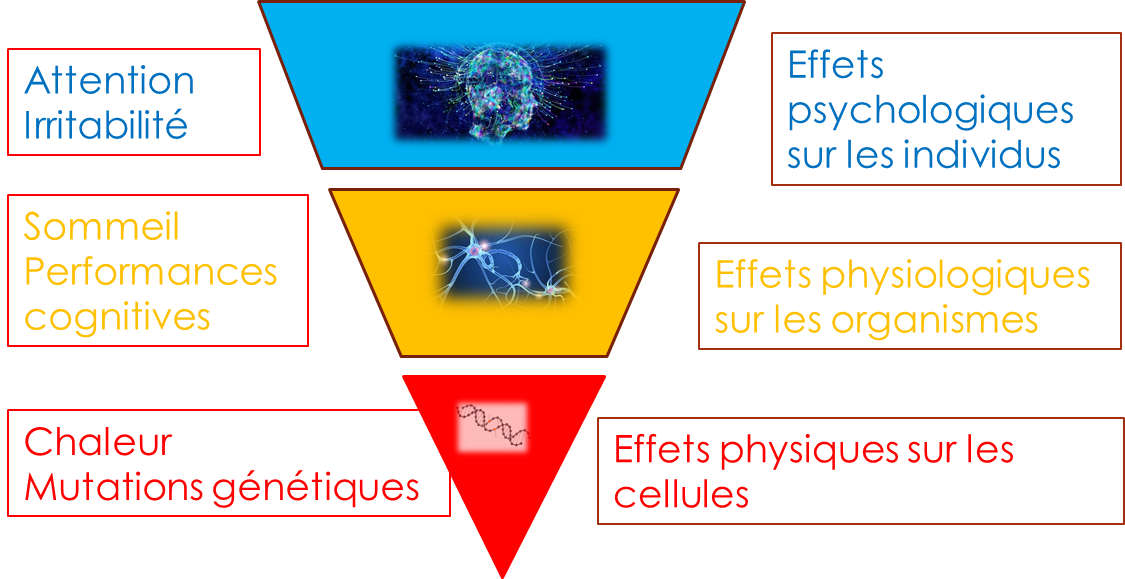 Attention
Irritabilité
Effets
psychologiques
sur les individus
Sommeil
Performances
cognitives
Effets physiologiques
sur les organismes
Chaleur
Mutations génétiques
Effets physiques sur les
cellules